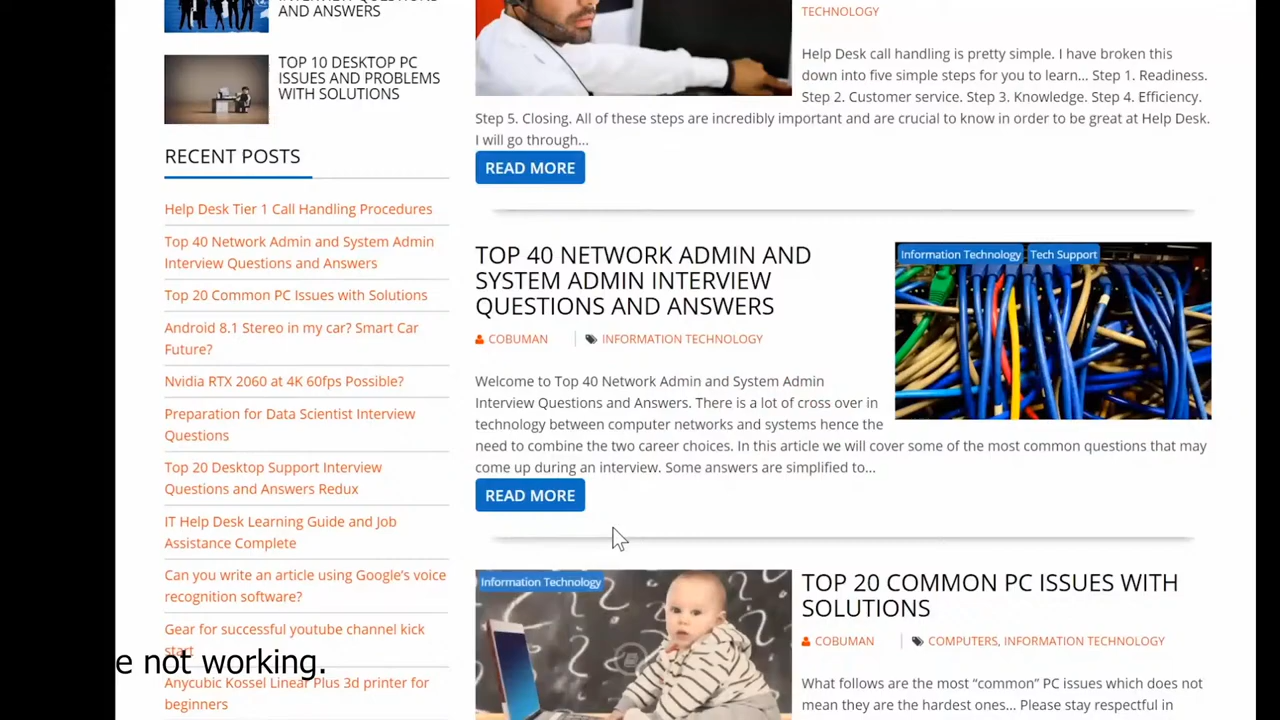 AND ANSWERS
TOP 10 DESKTOP PC
ISSUES AND PROBLEMS
WITH SOLUTIONS
RECENT POSTS
Help Desk Tier 1 Call Handling Procedures
Top 40 Network Admin and System Admin
Interview Questions and Answers
Top 20 Common PC Issues with Solutions
Android 8.1 Stereo in my car? Smart Car
Future?
Nvidia RTX 2060 at 4K 60fps Possible?
Preparation for Data Scientist Interview
Questions
Top 20 Desktop Support Interview
Questions and Answers Redux
IT Help Desk Learning Guide and Job
Assistance Complete
Can you write an article using Google's voice
recognition software?
Gear for successful youtube channel kick
start
e not working.
Anycubic Kossel Linear Plus 3d printer for
beginners
TECHNOLOGY
Help Desk call handling is pretty simple. I have broken this
down into five simple steps for you to learn... Step 1. Readiness.
Step 2. Customer service. Step 3. Knowledge. Step 4. Efficiency.
Step 5. Closing. All of these steps are incredibly important and are crucial to know in order to be great at Help Desk.
I will go through...
READ MORE
TOP 40 NETWORK ADMIN AND
SYSTEM ADMIN INTERVIEW
QUESTIONS AND ANSWERS
COBUMAN INFORMATION TECHNOLOGY
Information Technology Tech Support
Welcome to Top 40 Network Admin and System Admin
Interview Questions and Answers. There is a lot of cross over in
technology between computer networks and systems hence the
need to combine the two career choices. In this article we will cover some of the most common questions that may
come up during an interview. Some answers are simplified to...
READ MORE
Information Technology
TOP 20 COMMON PC ISSUES WITH
SOLUTIONS
COBUMAN COMPUTERS, INFORMATION TECHNOLOGY
What follows are the most “common” PC issues which does not
mean they are the hardest ones... Please stay respectful in